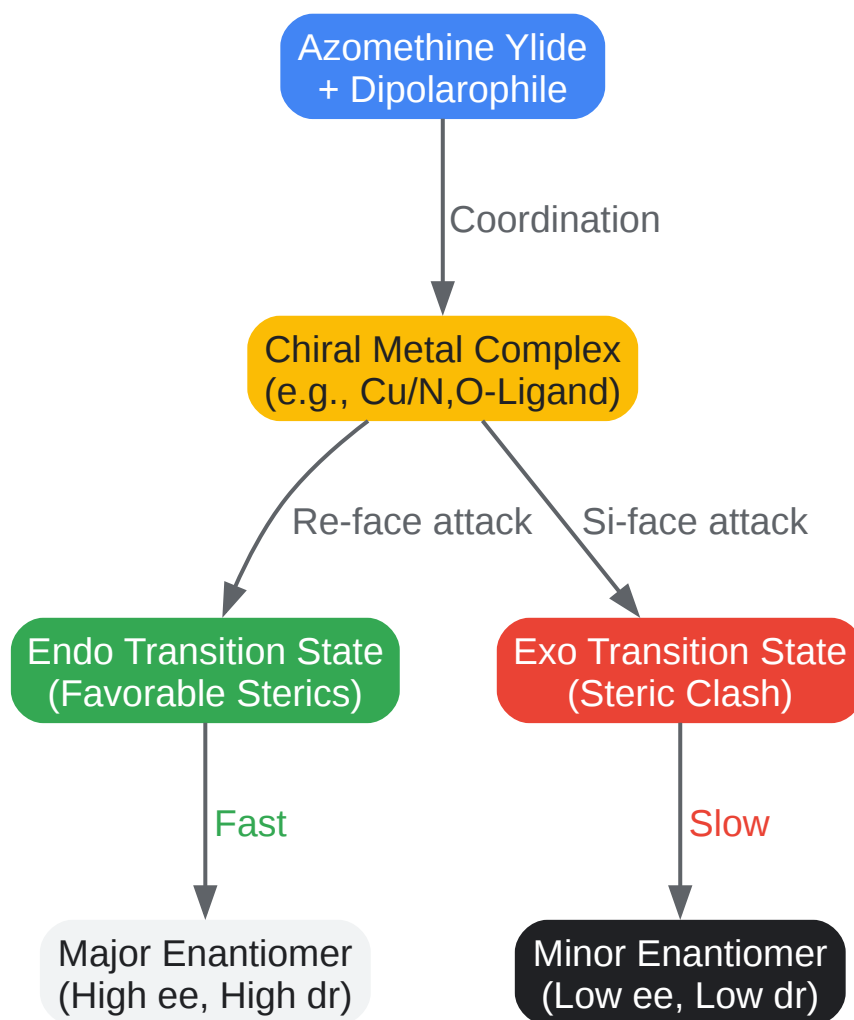 Azomethine Ylide
+ Dipolarophile
Coordination
Chiral Metal Complex
(e.g., Cu/N,O-Ligand)
Re-face attack
Si-face attack
Endo Transition State
(Favorable Sterics)
Exo Transition State
(Steric Clash)
Fast
Slow
Major Enantiomer
(High ee, High dr)
Minor Enantiomer
(Low ee, Low dr)